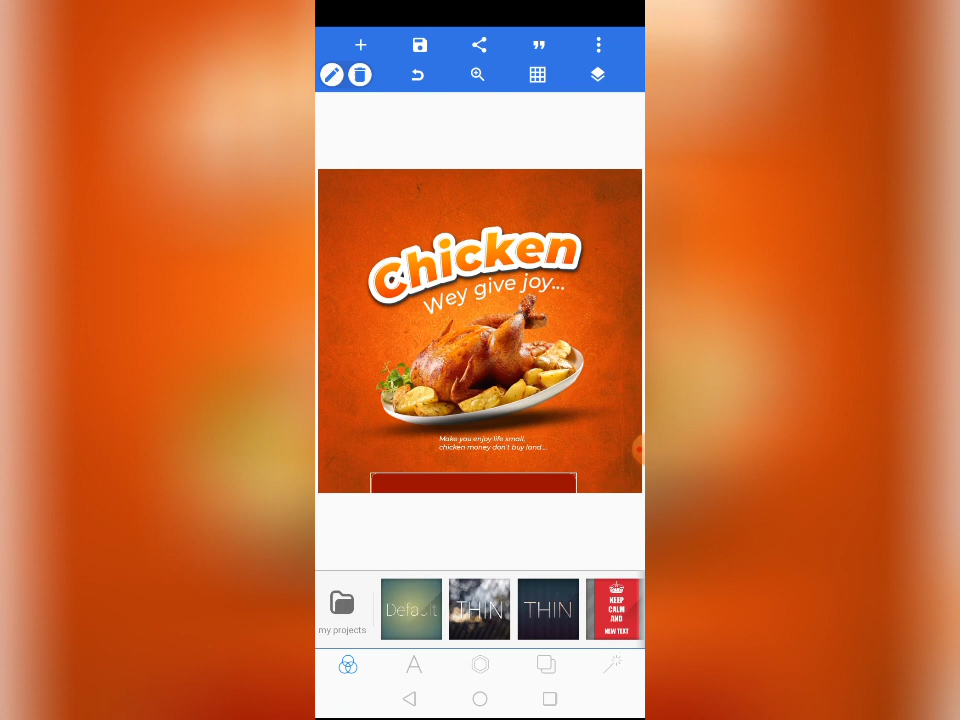 Chicken
Wey give joy...
Make you enjoy life small,
chicken money don't buy land...
my projects
Default
THIN
THIN
KEEP
CALM
AND
NEW TEXT